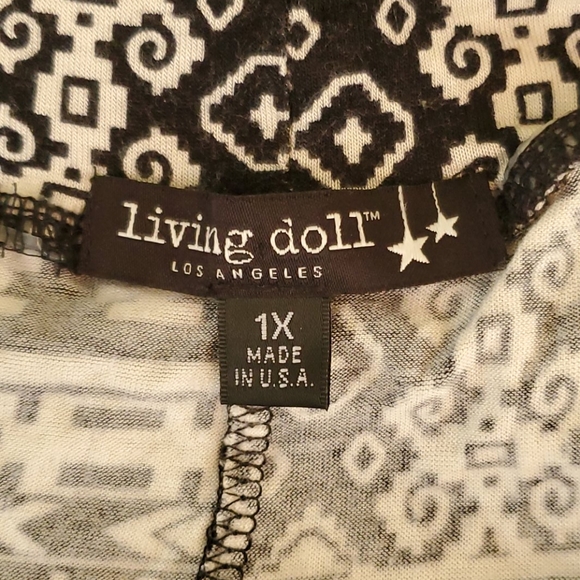 living doll™
LOS ANGELES
1X
MADE
IN U.S.A.